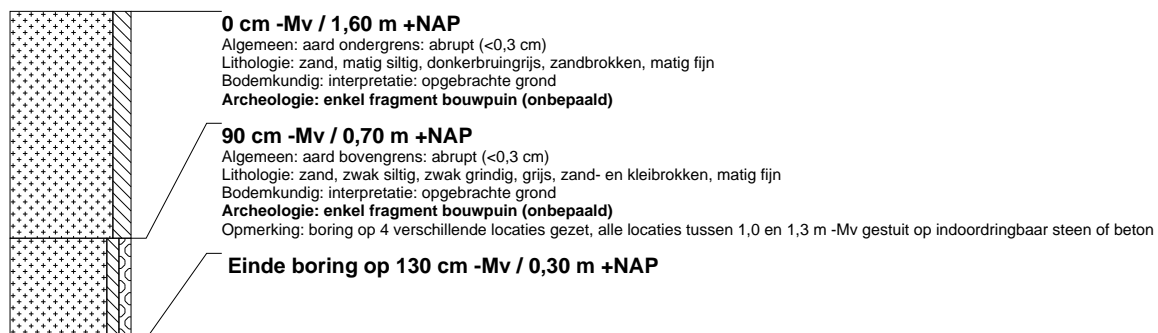 0 cm -Mv / 1,60 m +NAP
Algemeen: aard ondergrens: abrupt (<0,3 cm)
Lithologie: zand, matig siltig, donkerbruingrijs, zandbrokken, matig fijn
Bodemkundig: interpretatie: opgebrachte grond
Archeologie: enkel fragment bouwpuin (onbepaald)
90 cm -Mv / 0,70 m +NAP
Algemeen: aard bovengrens: abrupt (<0,3 cm)
Lithologie: zand, zwak siltig, zwak grindig, grijs, zand- en kleibrokken, matig fijn
Bodemkundig: interpretatie: opgebrachte grond
Archeologie: enkel fragment bouwpuin (onbepaald)
Opmerking: boring op 4 verschillende locaties gezet, alle locaties tussen 1,0 en 1,3 m -Mv gestuit op indoordringbaar steen of beton
Einde boring op 130 cm -Mv / 0,30 m +NAP